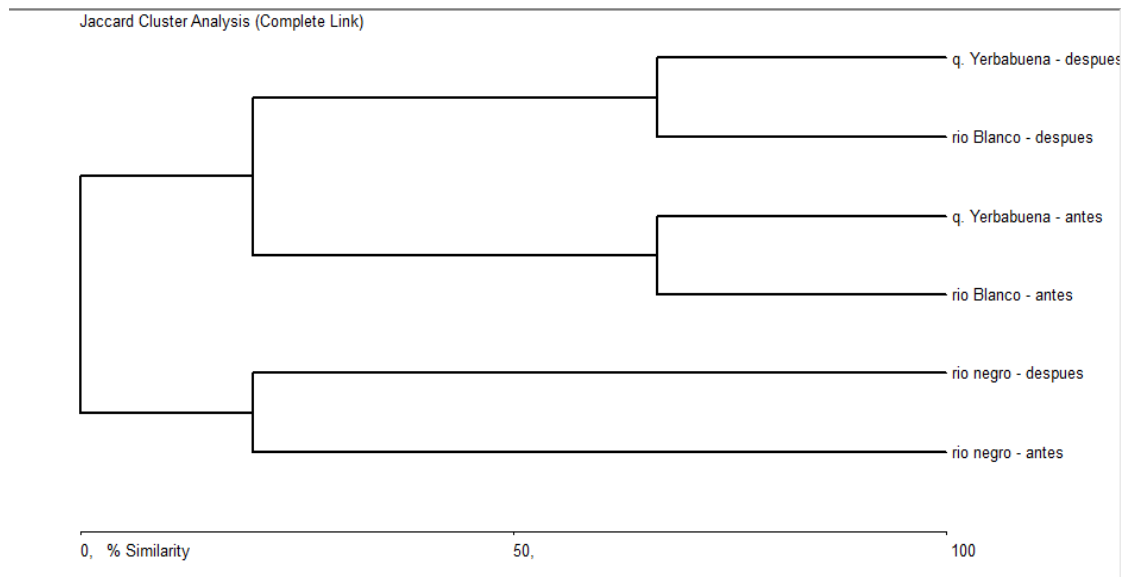 Jaccard Cluster Analysis (Complete Link)
q. Yerbabuena - despues
rio Blanco - despues
q. Yerbabuena - antes
rio Blanco - antes
rio negro - despues
rio negro - antes
0, % Similarity 50, 100